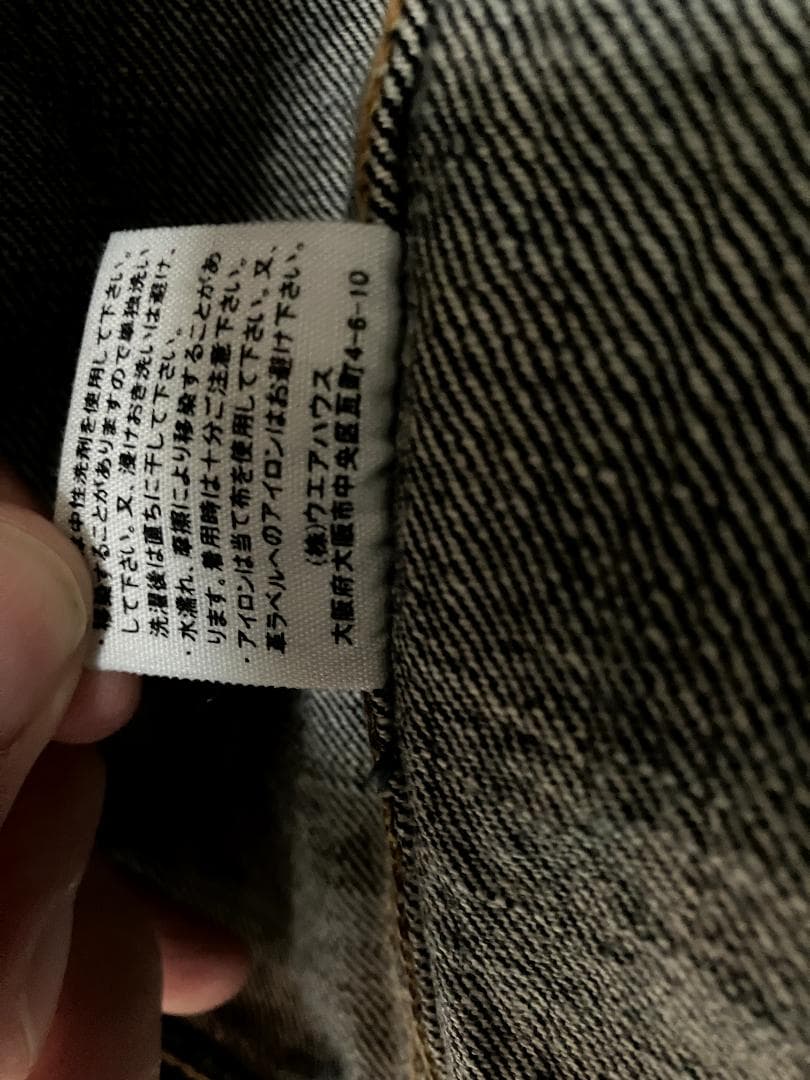 は中性洗剤を使用して下さい。
することがありますので単独洗い
して下さい。又、浸けおき洗いは避け、
洗濯後は直ちに干して下さい。
・水濡れ、摩擦により移染することがあ
ります。着用時は十分ご注意下さい。
・アイロンは当て布を使用して下さい。又、
革ラベルへのアイロンはお避け下さい。
(株)ウエアハウス
大阪府大阪市中央区瓦町4-6-10